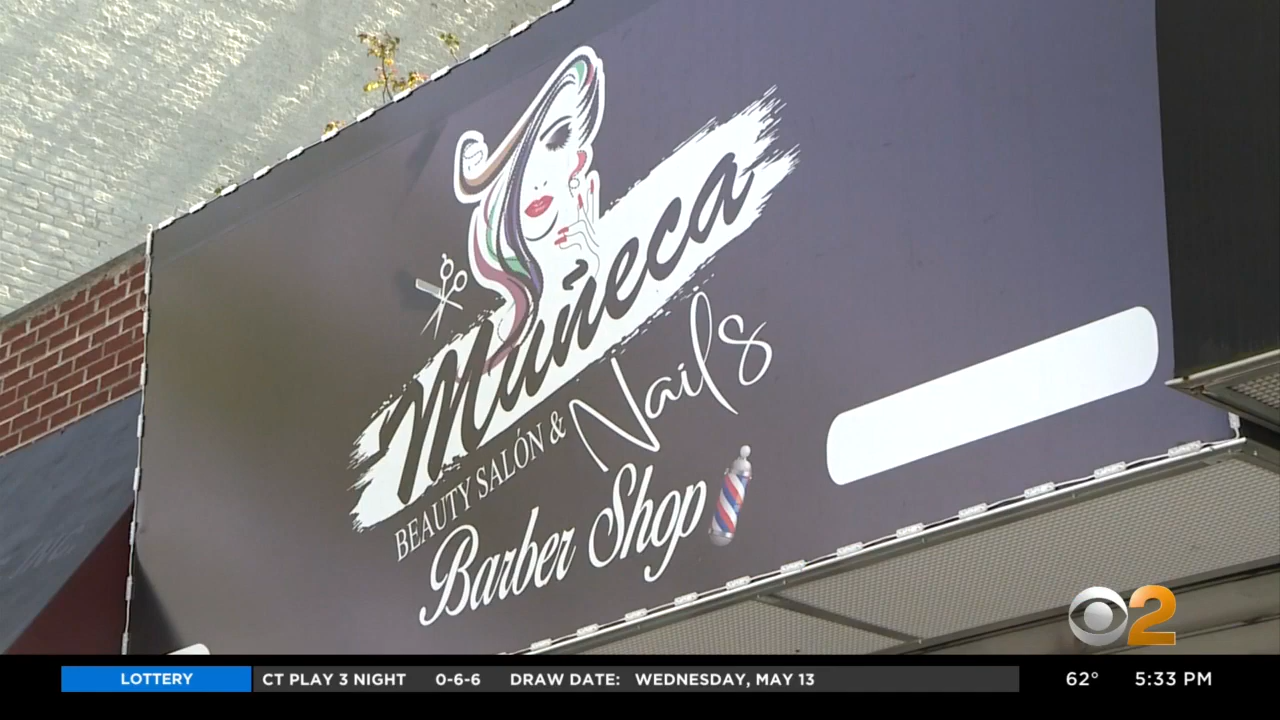 Muñeca
BEAUTY SALÓN & Nails
Barber Shop
2
LOTTERY CT PLAY 3 NIGHT 0-6-6 DRAW DATE: WEDNESDAY, MAY 13 62° 5:33 PM